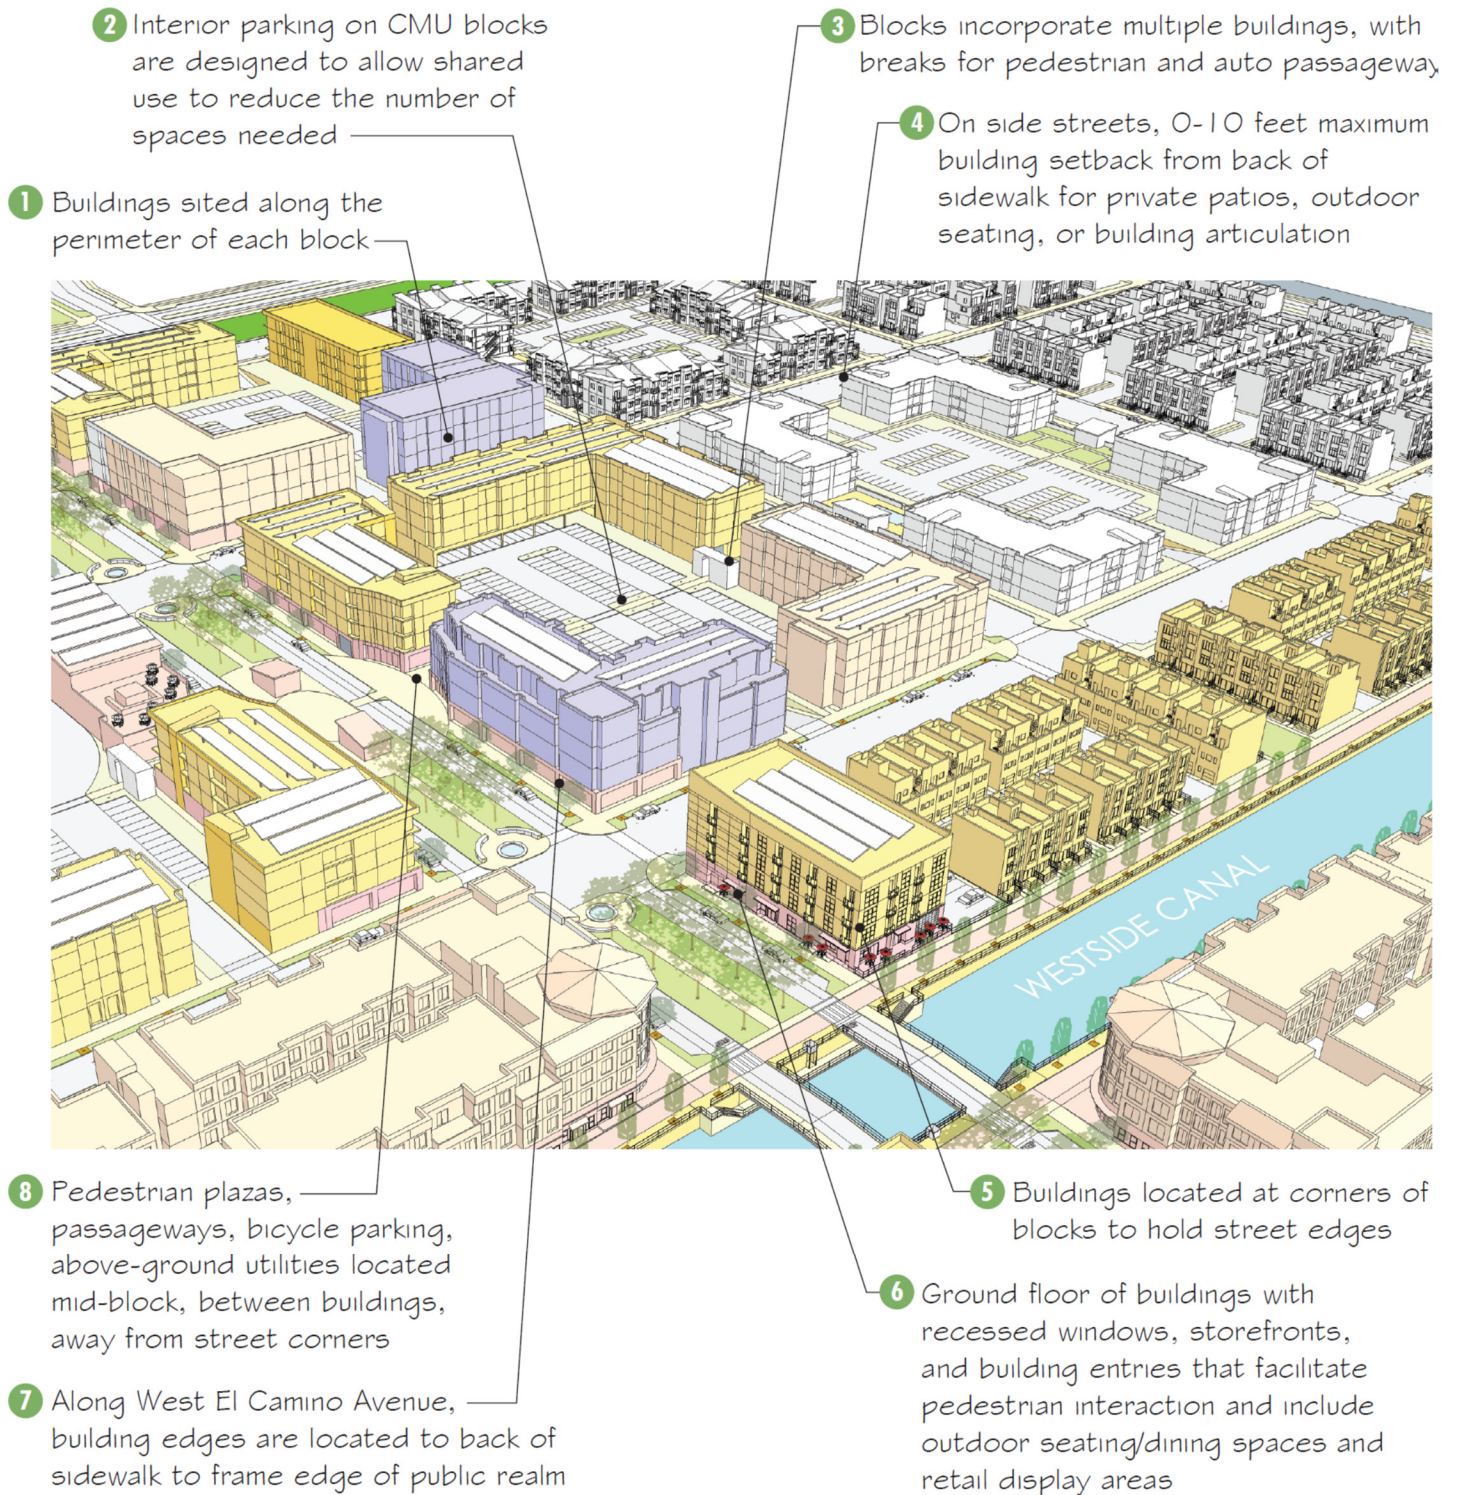 2 Interior parking on CMU blocks
are designed to allow shared
use to reduce the number of
spaces needed
3 Blocks incorporate multiple buildings, with
breaks for pedestrian and auto passageway
4 On side streets, 0-10 feet maximum
building setback from back of
sidewalk for private patios, outdoor
seating, or building articulation
1 Buildings sited along the
perimeter of each block
WESTSIDE CANAL
8 Pedestrian plazas,
passageways, bicycle parking,
above-ground utilities located
mid-block, between buildings,
away from street corners
5 Buildings located at corners of
blocks to hold street edges
6 Ground floor of buildings with
recessed windows, storefronts,
and building entries that facilitate
pedestrian interaction and include
outdoor seating/dining spaces and
retail display areas
7 Along West El Camino Avenue,
building edges are located to back of
sidewalk to frame edge of public realm